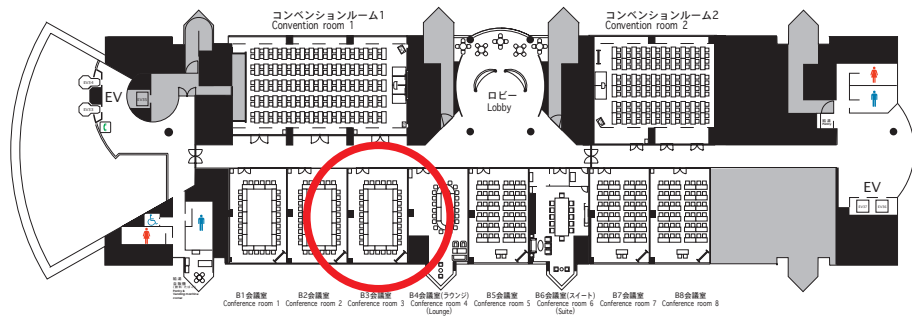 コンベンションルーム1
Convention room 1
コンベンションルーム2
Convention room 2
ロビー
Lobby
EV
EV
B1会議室
Conference room 1
B2会議室
Conference room 2
B3会議室
Conference room 3
B4会議室(ラウンジ)
Conference room 4
(Lounge)
B5会議室
Conference room 5
B6会議室(スイート)
Conference room 6
(Suite)
B7会議室
Conference room 7
B8会議室
Conference room 8